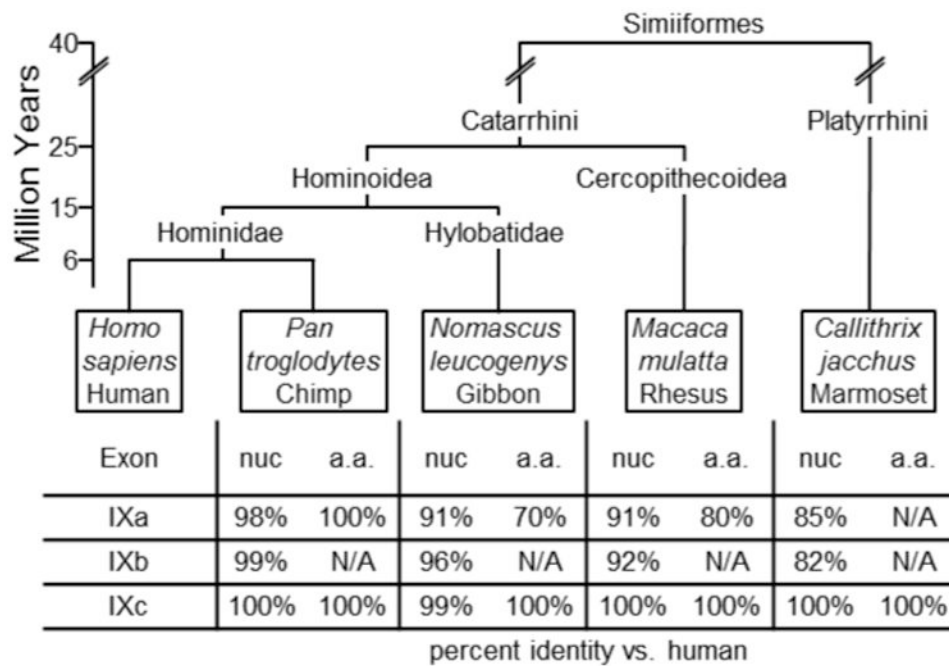 Simiiformes
40
Million Years
Catarrhini
Platyrrhini
25
Hominoidea
Cercopithecoidea
15
Hominidae
Hylobatidae
6
Homo sapiens Human
Pan troglodytes Chimp
Nomascus leucogenys Gibbon
Macaca mulatta Rhesus
Callithrix jacchus Marmoset
Exon nuc a.a. nuc a.a. nuc a.a. nuc a.a.
IXa 98% 100% 91% 70% 91% 80% 85% N/A
IXb 99% N/A 96% N/A 92% N/A 82% N/A
IXc 100% 100% 99% 100% 100% 100% 100% 100%
percent identity vs. human